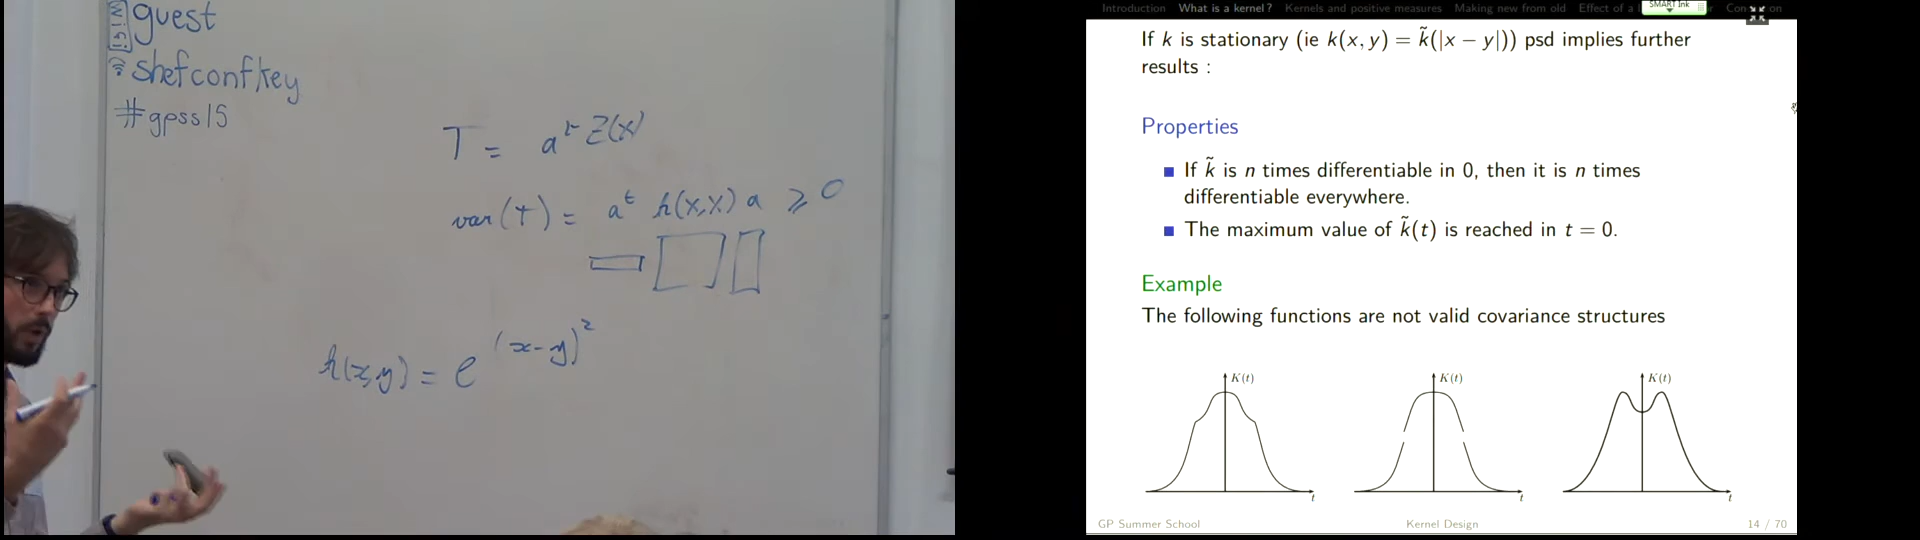 WiFi
guest
shefconfkey
#gpss15
T = aᵗ Z(x)
var(T) = aᵗ k(X,X) a ⩾ 0
k(x,y) = e^(x-y)²
Introduction What is a kernel ? Kernels and positive measures Making new from old Effect of a
SMART Ink
If k is stationary (ie k(x, y) = k̃(|x − y|)) psd implies further
results :
Properties
If k̃ is n times differentiable in 0, then it is n times
differentiable everywhere.
The maximum value of k̃(t) is reached in t = 0.
Example
The following functions are not valid covariance structures
K(t) K(t) K(t)
t t t
GP Summer School Kernel Design 14 / 70